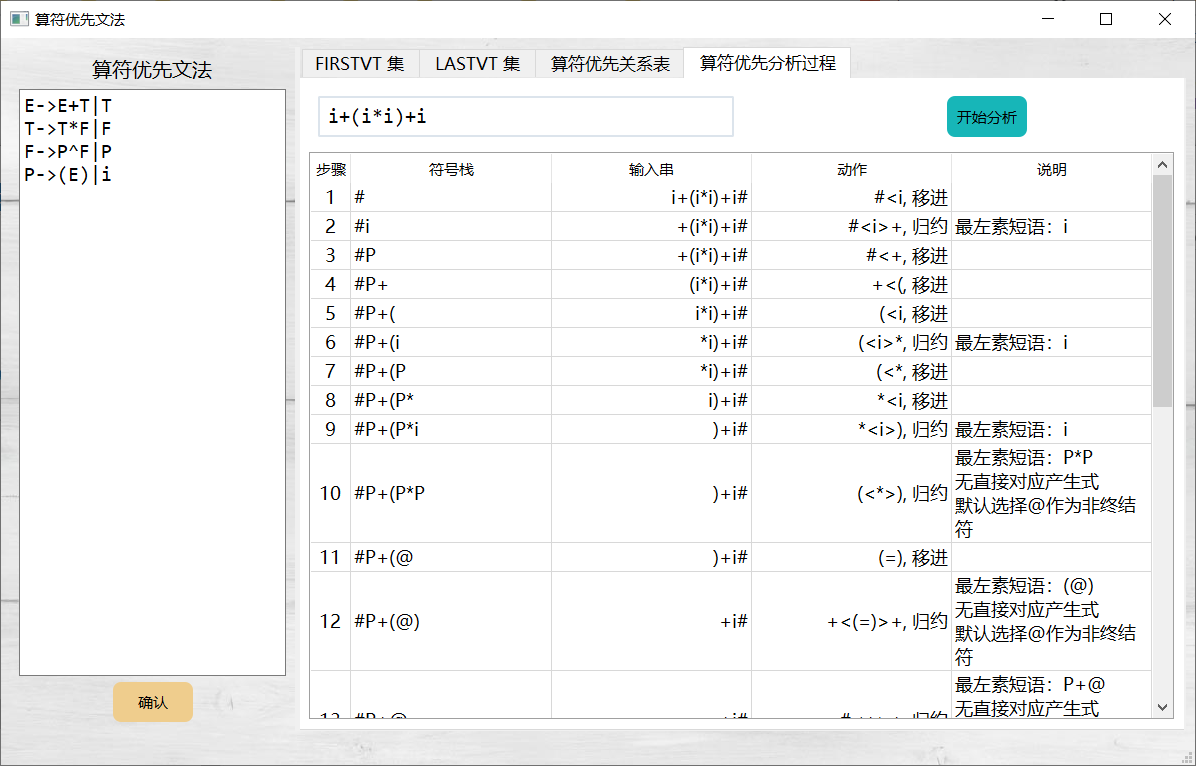 算符优先文法
算符优先文法
E->E+T|T
T->T*F|F
F->P^F|P
P->(E)|i
确认
FIRSTVT 集 LASTVT 集 算符优先关系表 算符优先分析过程
i+(i*i)+i 开始分析
步骤 符号栈 输入串 动作 说明
1 # i+(i*i)+i# #<i, 移进
2 #i +(i*i)+i# #<i>+, 归约 最左素短语：i
3 #P +(i*i)+i# #<+, 移进
4 #P+ (i*i)+i# +<(, 移进
5 #P+( i*i)+i# (<i, 移进
6 #P+(i *i)+i# (<i>*, 归约 最左素短语：i
7 #P+(P *i)+i# (<*, 移进
8 #P+(P* i)+i# *<i, 移进
9 #P+(P*i )+i# *<i>), 归约 最左素短语：i
10 #P+(P*P )+i# (<*>), 归约 最左素短语：P*P
无直接对应产生式
默认选择@作为非终结
符
11 #P+(@ )+i# (=), 移进
12 #P+(@) +i# +<(=)>+, 归约 最左素短语：(@)
无直接对应产生式
默认选择@作为非终结
符
最左素短语：P+@
无直接对应产生式